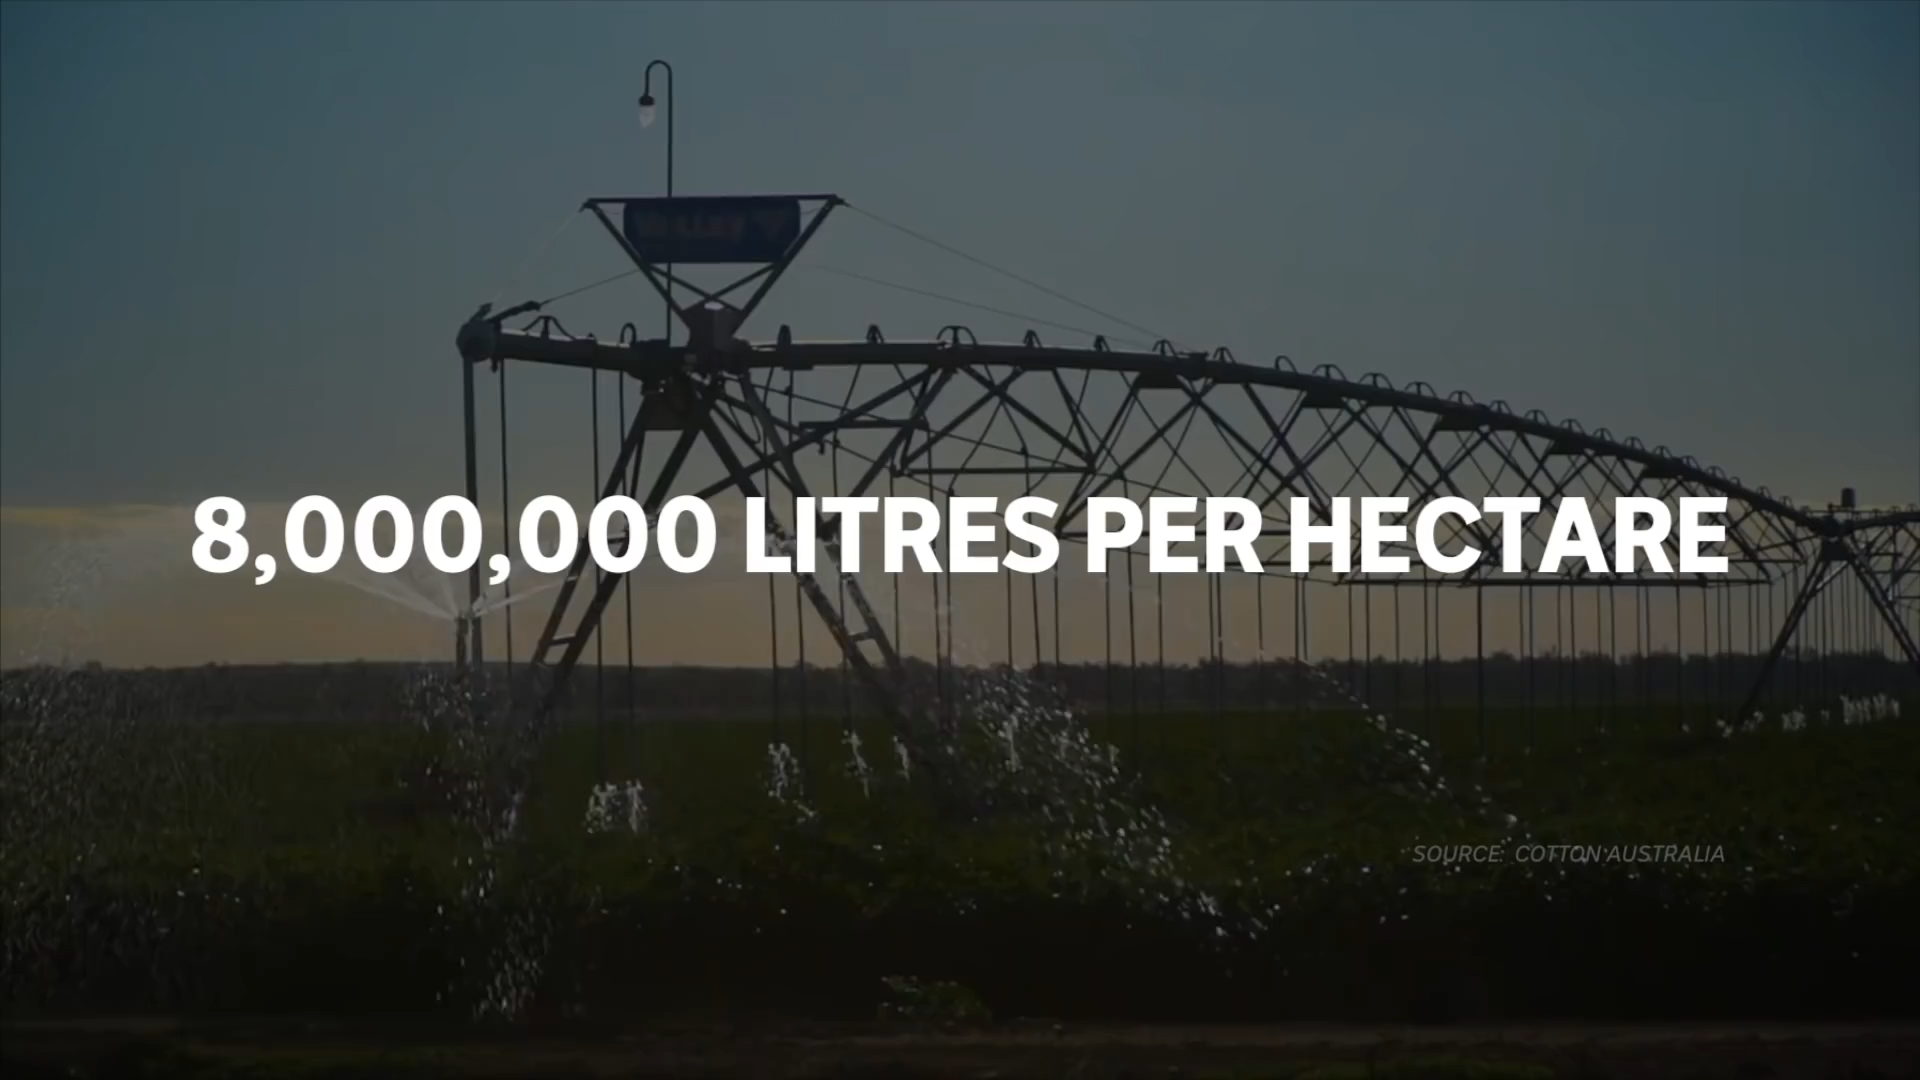 8,000,000 LITRES PER HECTARE
SOURCE: COTTON AUSTRALIA